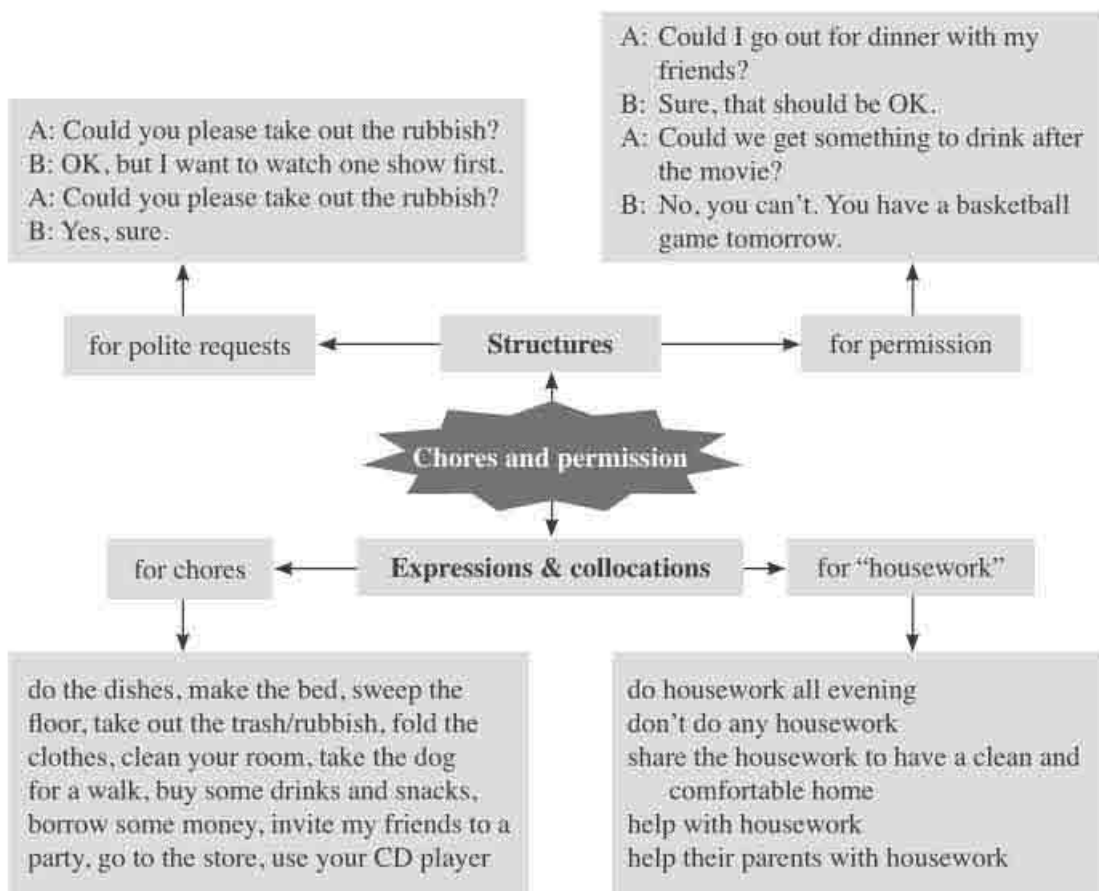 A: Could I go out for dinner with my
friends?
B: Sure, that should be OK.
A: Could we get something to drink after
the movie?
B: No, you can't. You have a basketball
game tomorrow.
A: Could you please take out the rubbish?
B: OK, but I want to watch one show first.
A: Could you please take out the rubbish?
B: Yes, sure.
for polite requests
Structures
for permission
Chores and permission
for chores
Expressions & collocations
for “housework”
do the dishes, make the bed, sweep the
floor, take out the trash/rubbish, fold the
clothes, clean your room, take the dog
for a walk, buy some drinks and snacks,
borrow some money, invite my friends to a
party, go to the store, use your CD player
do housework all evening
don't do any housework
share the housework to have a clean and
comfortable home
help with housework
help their parents with housework